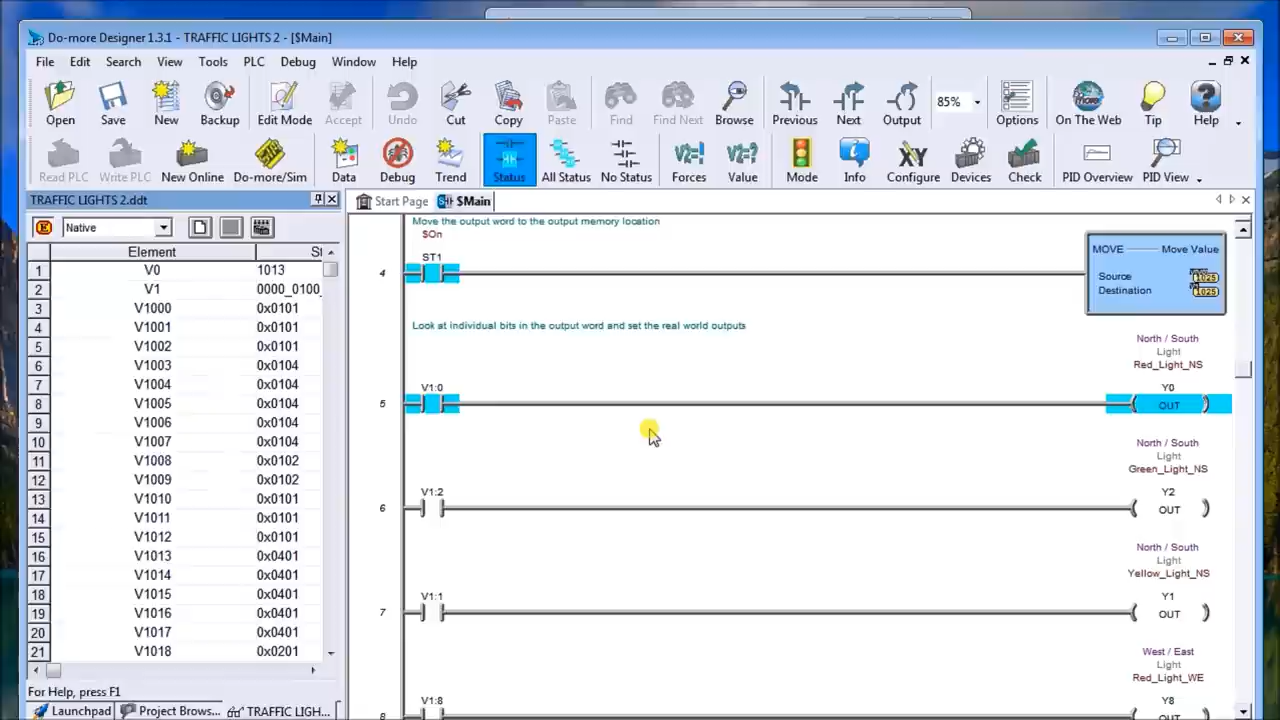 Do-more Designer 1.3.1 - TRAFFIC LIGHTS 2 - [$Main]
File Edit Search View Tools PLC Debug Window Help
Open Save New Backup Edit Mode Accept Undo Cut Copy Paste Find Find Next Browse Previous Next Output 85% Options On The Web Tip Help
Read PLC Write PLC New Online Do-more/Sim Data Debug Trend Status All Status No Status Forces Value Mode Info Configure Devices Check PID Overview PID View
TRAFFIC LIGHTS 2.ddt
Start Page $Main
Native
Element St
1 V0 1013
2 V1 0000_0100_
3 V1000 0x0101
4 V1001 0x0101
5 V1002 0x0101
6 V1003 0x0104
7 V1004 0x0104
8 V1005 0x0104
9 V1006 0x0104
10 V1007 0x0104
11 V1008 0x0102
12 V1009 0x0102
13 V1010 0x0101
14 V1011 0x0101
15 V1012 0x0101
16 V1013 0x0401
17 V1014 0x0401
18 V1015 0x0401
19 V1016 0x0401
20 V1017 0x0401
21 V1018 0x0201
Move the output word to the output memory location
$On
ST1
4
MOVE Move Value
Source 1025
Destination 1025
Look at individual bits in the output word and set the real world outputs
North / South
Light
Red_Light_NS
V1:0 Y0
5 OUT
North / South
Light
Green_Light_NS
V1:2 Y2
6 OUT
North / South
Light
Yellow_Light_NS
V1:1 Y1
7 OUT
West / East
Light
Red_Light_WE
V1:8 Y8
8 OUT
For Help, press F1
Launchpad Project Brows... TRAFFIC LIGH...